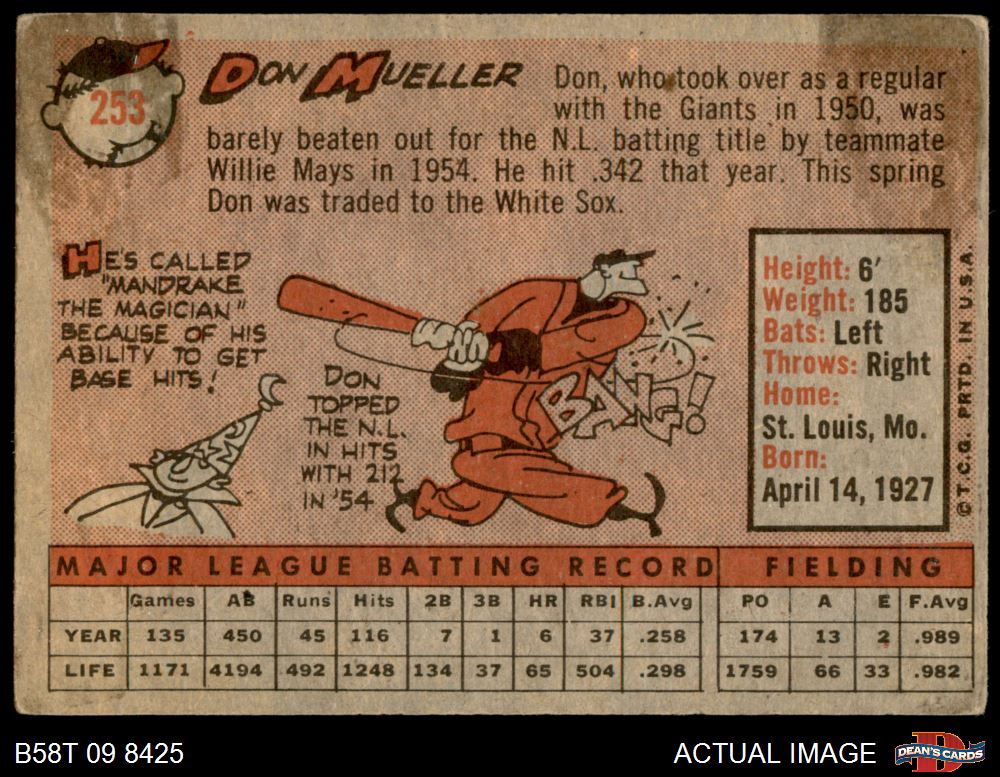 253
DON MUELLER
Don, who took over as a regular
with the Giants in 1950, was
barely beaten out for the N.L. batting title by teammate
Willie Mays in 1954. He hit .342 that year. This spring
Don was traded to the White Sox.
HE'S CALLED
"MANDRAKE
THE MAGICIAN"
BECAUSE OF HIS
ABILITY TO GET
BASE HITS!
DON
TOPPED
THE N.L.
IN HITS
WITH 212
IN '54
BANG!
Height: 6'
Weight: 185
Bats: Left
Throws: Right
Home:
St. Louis, Mo.
Born:
April 14, 1927
© T.C.G. PRTD. IN U.S.A.
MAJOR LEAGUE BATTING RECORD FIELDING
Games AB Runs Hits 2B 3B HR RBI B.Avg PO A E F.Avg
YEAR 135 450 45 116 7 1 6 37 .258 174 13 2 .989
LIFE 1171 4194 492 1248 134 37 65 504 .298 1759 66 33 .982
B58T 09 8425
ACTUAL IMAGE
DEAN'S CARDS